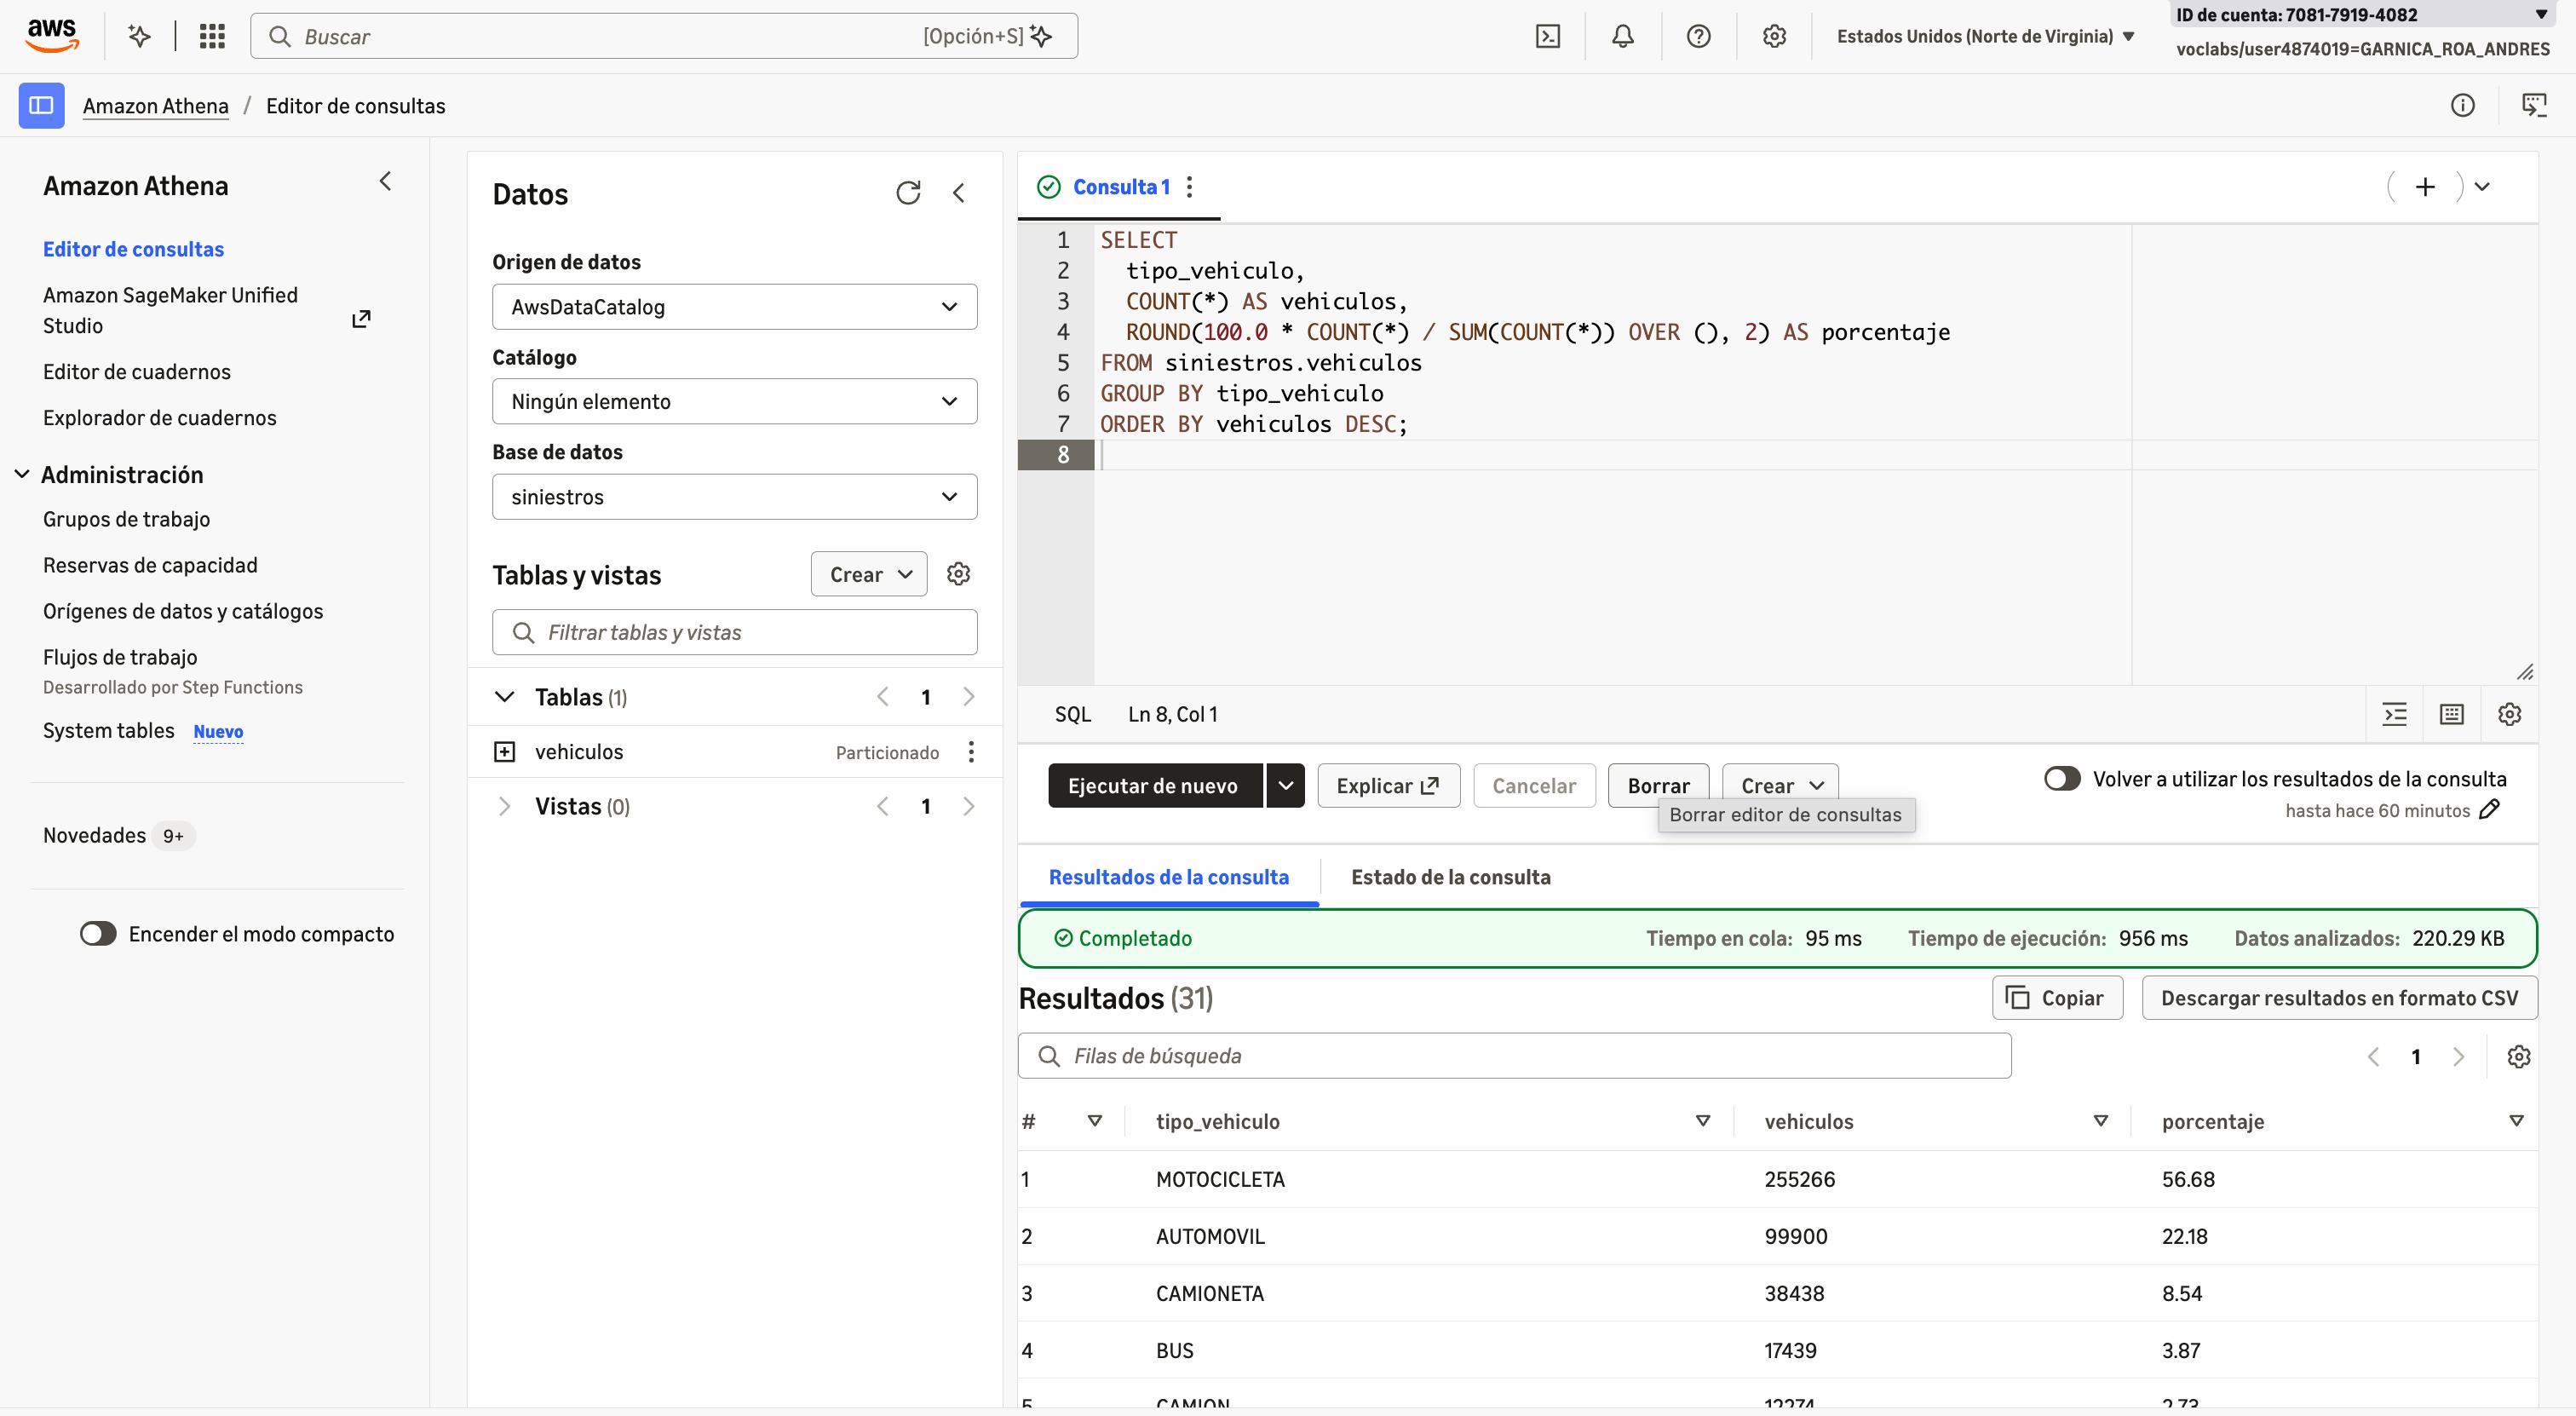 aws
Buscar
[Opción+S]
Estados Unidos (Norte de Virginia)
ID de cuenta: 7081-7919-4082
voclabs/user4874019=GARNICA_ROA_ANDRES
Amazon Athena / Editor de consultas
Amazon Athena
Editor de consultas
Amazon SageMaker Unified
Studio
Editor de cuadernos
Explorador de cuadernos
Administración
Grupos de trabajo
Reservas de capacidad
Orígenes de datos y catálogos
Flujos de trabajo
Desarrollado por Step Functions
System tables Nuevo
Novedades 9+
Encender el modo compacto
Datos
Origen de datos
AwsDataCatalog
Catálogo
Ningún elemento
Base de datos
siniestros
Tablas y vistas
Crear
Filtrar tablas y vistas
Tablas (1)
1
vehiculos
Particionado
Vistas (0)
1
Consulta 1
1 SELECT
2 tipo_vehiculo,
3 COUNT(*) AS vehiculos,
4 ROUND(100.0 * COUNT(*) / SUM(COUNT(*)) OVER (), 2) AS porcentaje
5 FROM siniestros.vehiculos
6 GROUP BY tipo_vehiculo
7 ORDER BY vehiculos DESC;
8
SQL Ln 8, Col 1
Ejecutar de nuevo
Explicar
Cancelar
Borrar
Crear
Borrar editor de consultas
Volver a utilizar los resultados de la consulta
hasta hace 60 minutos
Resultados de la consulta
Estado de la consulta
Completado
Tiempo en cola: 95 ms
Tiempo de ejecución: 956 ms
Datos analizados: 220.29 KB
Resultados (31)
Copiar
Descargar resultados en formato CSV
Filas de búsqueda
1
# tipo_vehiculo vehiculos porcentaje
1 MOTOCICLETA 255266 56.68
2 AUTOMOVIL 99900 22.18
3 CAMIONETA 38438 8.54
4 BUS 17439 3.87
5 CAMION 12274 2.73